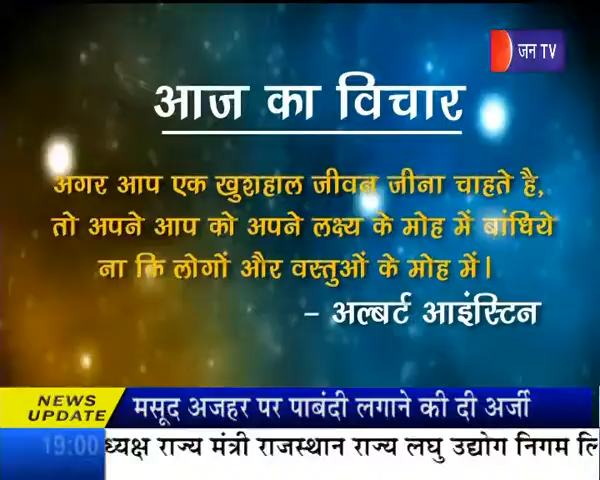 जन TV
आज का विचार
अगर आप एक खुशहाल जीवन जीना चाहते है,
तो अपने आप को अपने लक्ष्य के मोह में बांधिये
ना कि लोगों और वस्तुओं के मोह में।
– अल्बर्ट आइंस्टिन
NEWS UPDATE
मसूद अजहर पर पाबंदी लगाने की दी अर्जी
19:00
राज्य मंत्री राजस्थान राज्य लघु उद्योग निगम